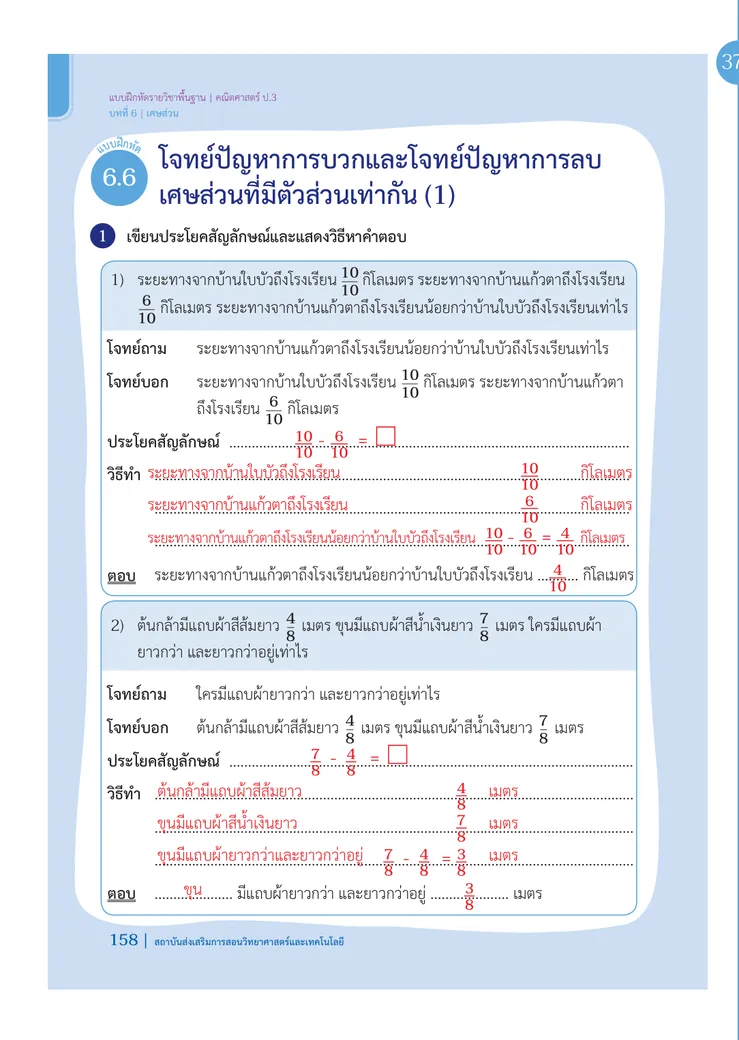 37
แบบฝึกหัดรายวิชาพื้นฐาน | คณิตศาสตร์ ป.3
บทที่ 6 | เศษส่วน
แบบฝึกหัด
6.6
โจทย์ปัญหาการบวกและโจทย์ปัญหาการลบ
เศษส่วนที่มีตัวส่วนเท่ากัน (1)
1 เขียนประโยคสัญลักษณ์และแสดงวิธีหาคำตอบ
1) ระยะทางจากบ้านใบบัวถึงโรงเรียน 10/10 กิโลเมตร ระยะทางจากบ้านแก้วตาถึงโรงเรียน
6/10 กิโลเมตร ระยะทางจากบ้านแก้วตาถึงโรงเรียนน้อยกว่าบ้านใบบัวถึงโรงเรียนเท่าไร
โจทย์ถาม ระยะทางจากบ้านแก้วตาถึงโรงเรียนน้อยกว่าบ้านใบบัวถึงโรงเรียนเท่าไร
โจทย์บอก ระยะทางจากบ้านใบบัวถึงโรงเรียน 10/10 กิโลเมตร ระยะทางจากบ้านแก้วตา
ถึงโรงเรียน 6/10 กิโลเมตร
ประโยคสัญลักษณ์ 10/10 - 6/10 = □
วิธีทำ ระยะทางจากบ้านใบบัวถึงโรงเรียน 10/10 กิโลเมตร
ระยะทางจากบ้านแก้วตาถึงโรงเรียน 6/10 กิโลเมตร
ระยะทางจากบ้านแก้วตาถึงโรงเรียนน้อยกว่าบ้านใบบัวถึงโรงเรียน 10/10 - 6/10 = 4/10 กิโลเมตร
ตอบ ระยะทางจากบ้านแก้วตาถึงโรงเรียนน้อยกว่าบ้านใบบัวถึงโรงเรียน 4/10 กิโลเมตร
2) ต้นกล้ามีแถบผ้าสีส้มยาว 4/8 เมตร ขุนมีแถบผ้าสีน้ำเงินยาว 7/8 เมตร ใครมีแถบผ้า
ยาวกว่า และยาวกว่าอยู่เท่าไร
โจทย์ถาม ใครมีแถบผ้ายาวกว่า และยาวกว่าอยู่เท่าไร
โจทย์บอก ต้นกล้ามีแถบผ้าสีส้มยาว 4/8 เมตร ขุนมีแถบผ้าสีน้ำเงินยาว 7/8 เมตร
ประโยคสัญลักษณ์ 7/8 - 4/8 = □
วิธีทำ ต้นกล้ามีแถบผ้าสีส้มยาว 4/8 เมตร
ขุนมีแถบผ้าสีน้ำเงินยาว 7/8 เมตร
ขุนมีแถบผ้ายาวกว่าและยาวกว่าอยู่ 7/8 - 4/8 = 3/8 เมตร
ตอบ ขุน มีแถบผ้ายาวกว่า และยาวกว่าอยู่ 3/8 เมตร
158 | สถาบันส่งเสริมการสอนวิทยาศาสตร์และเทคโนโลยี